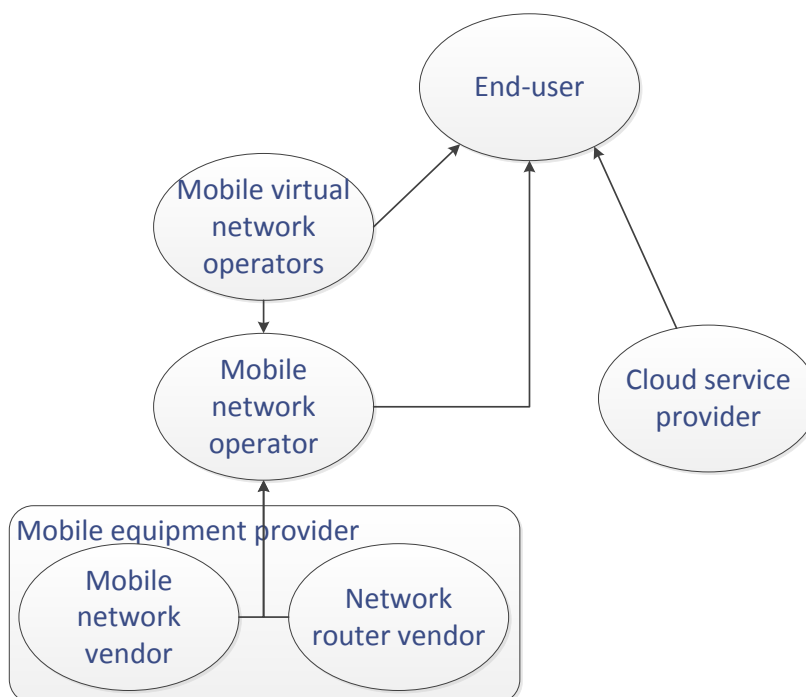 End-user
Mobile virtual
network
operators
Mobile
network
operator
Cloud service
provider
Mobile equipment provider
Mobile
network
vendor
Network
router vendor